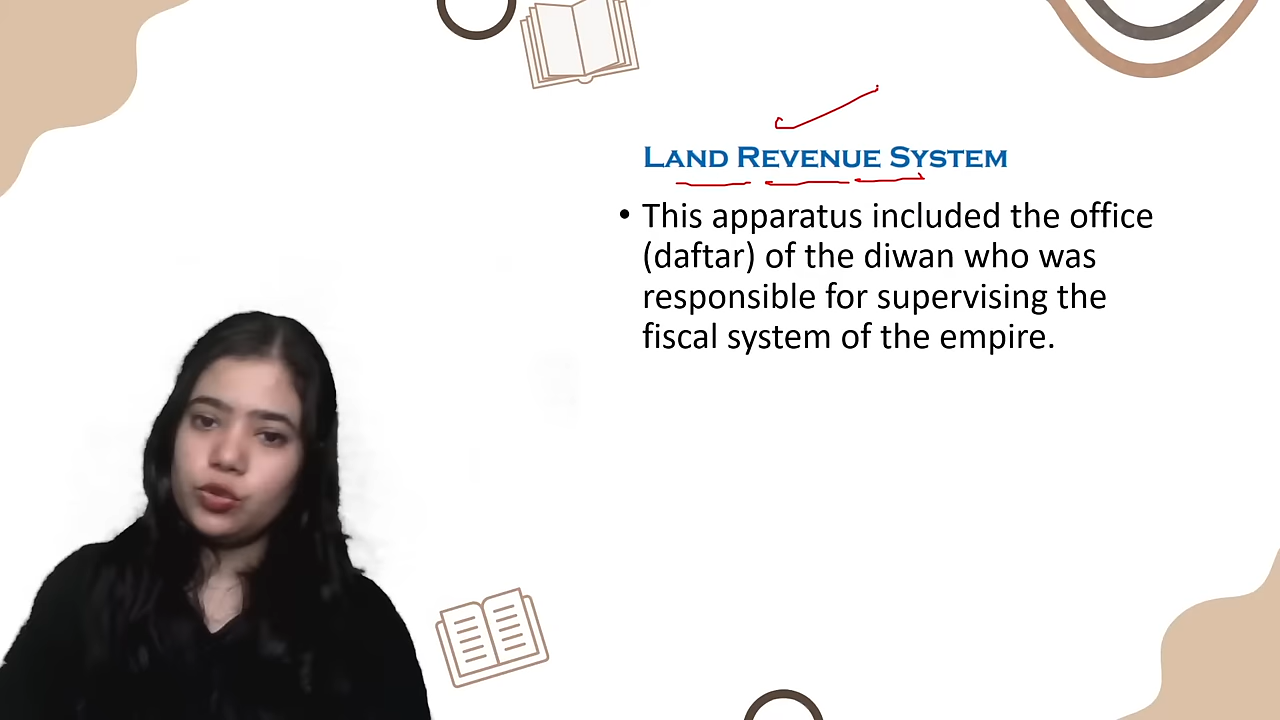 LAND REVENUE SYSTEM
• This apparatus included the office
(daftar) of the diwan who was
responsible for supervising the
fiscal system of the empire.